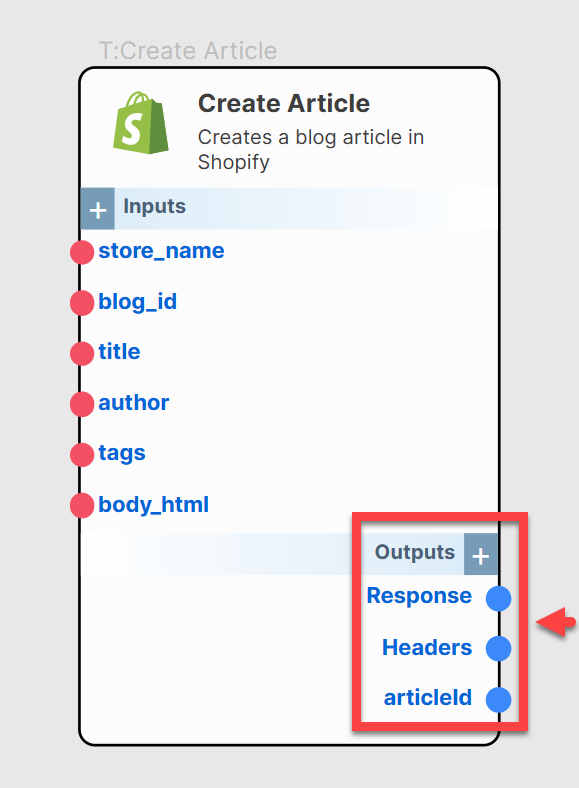 T:Create Article
S
Create Article
Creates a blog article in
Shopify
+ Inputs
store_name
blog_id
title
author
tags
body_html
Outputs +
Response
Headers
articleId